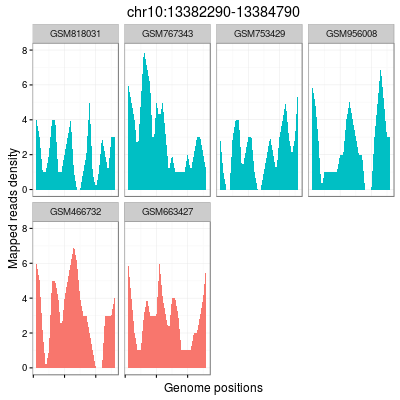 chr10:13382290-13384790
GSM818031 GSM767343 GSM753429 GSM956008
8
6
4
2
0
GSM466732 GSM663427
8
6
4
2
0
Mapped reads density
Genome positions